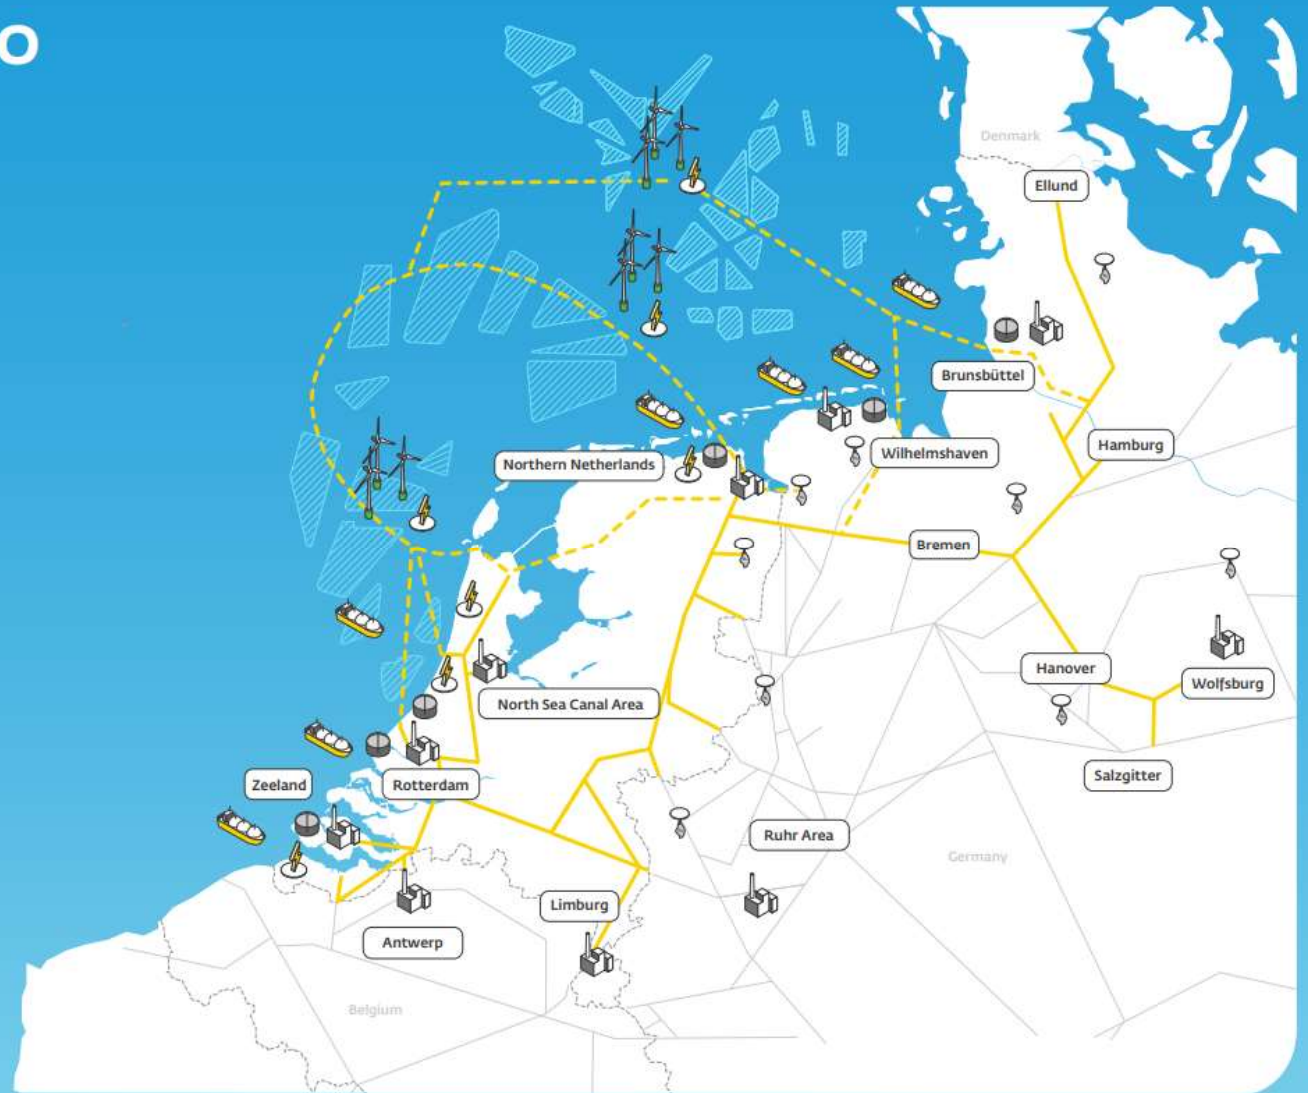 O
Denmark
Ellund
Brunsbüttel
Hamburg
Wilhelmshaven
Northern Netherlands
Bremen
Hanover
Wolfsburg
North Sea Canal Area
Salzgitter
Zeeland
Rotterdam
Ruhr Area
Germany
Limburg
Antwerp
Belgium